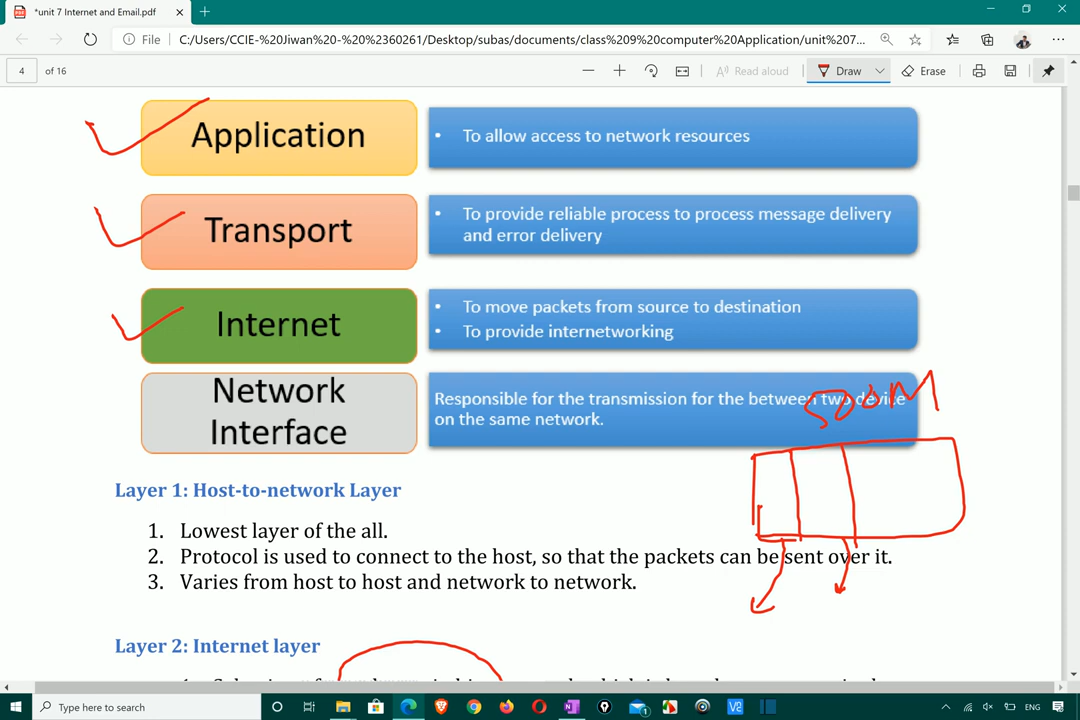 *unit 7 Internet and Email.pdf
File
C:/Users/CCIE-%20Jiwan%20-%20%2360261/Desktop/subas/documents/class%209%20computer%20Application/unit%207...
4 of 16
Read aloud
Draw
Erase
Application
• To allow access to network resources
Transport
• To provide reliable process to process message delivery
and error delivery
Internet
• To move packets from source to destination
• To provide internetworking
Network
Interface
Responsible for the transmission for the between two device
on the same network.
500M
Layer 1: Host-to-network Layer
1. Lowest layer of the all.
2. Protocol is used to connect to the host, so that the packets can be sent over it.
3. Varies from host to host and network to network.
Layer 2: Internet layer
Type here to search
ENG